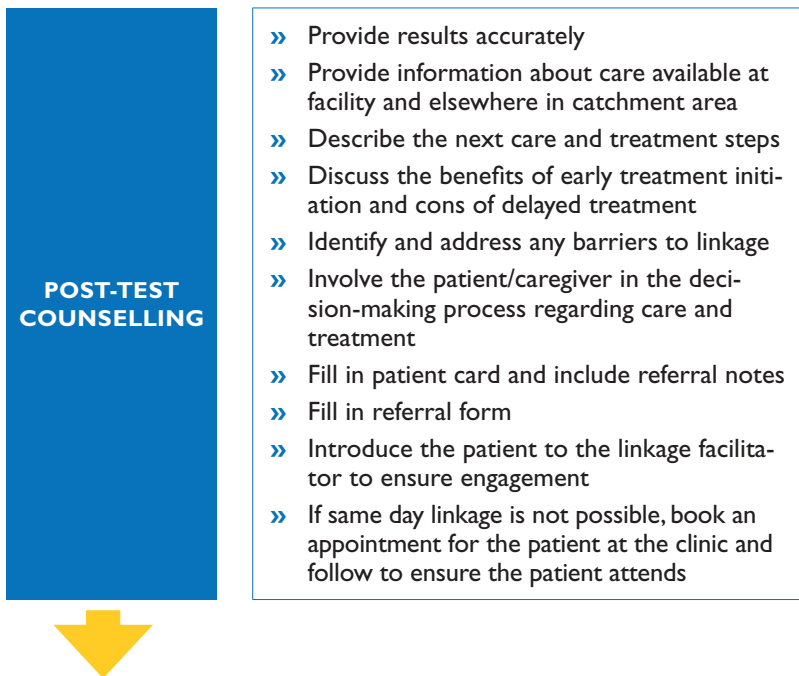 POST-TEST
COUNSELLING
» Provide results accurately
» Provide information about care available at
facility and elsewhere in catchment area
» Describe the next care and treatment steps
» Discuss the benefits of early treatment initi-
ation and cons of delayed treatment
» Identify and address any barriers to linkage
» Involve the patient/caregiver in the deci-
sion-making process regarding care and
treatment
» Fill in patient card and include referral notes
» Fill in referral form
» Introduce the patient to the linkage facilita-
tor to ensure engagement
» If same day linkage is not possible, book an
appointment for the patient at the clinic and
follow to ensure the patient attends